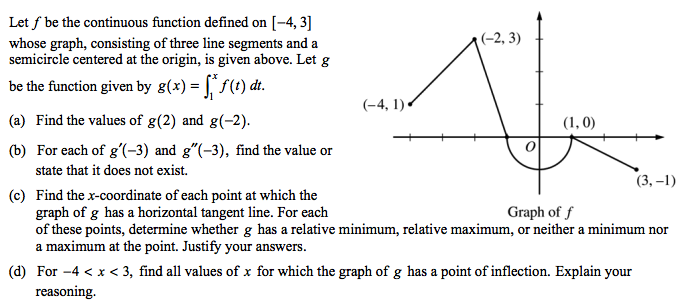 Let f be the continuous function defined on [−4, 3]
whose graph, consisting of three line segments and a
semicircle centered at the origin, is given above. Let g
be the function given by g(x) = ∫₁ˣ f(t) dt.
(a) Find the values of g(2) and g(−2).
(b) For each of g′(−3) and g″(−3), find the value or
state that it does not exist.
(c) Find the x-coordinate of each point at which the
graph of g has a horizontal tangent line. For each
of these points, determine whether g has a relative minimum, relative maximum, or neither a minimum nor
a maximum at the point. Justify your answers.
(d) For −4 < x < 3, find all values of x for which the graph of g has a point of inflection. Explain your
reasoning.
(−2, 3)
(−4, 1)
(1, 0)
O
(3, −1)
Graph of f